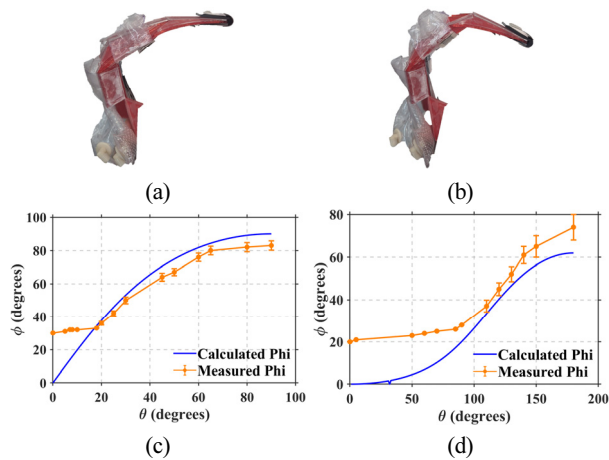 (a)
(b)
100
80
60
40
20
0
ϕ (degrees)
0 20 40 60 80 100
θ (degrees)
Calculated Phi
Measured Phi
(c)
80
60
40
20
0
ϕ (degrees)
0 50 100 150 200
θ (degrees)
Calculated Phi
Measured Phi
(d)